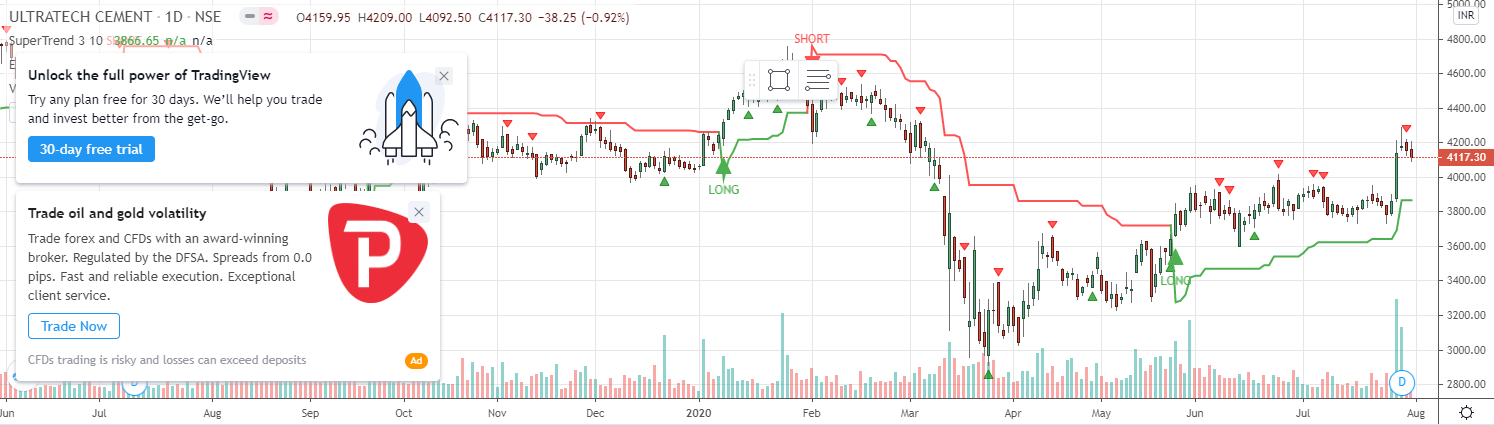 ULTRATECH CEMENT · 1D · NSE
O4159.95 H4209.00 L4092.50 C4117.30 −38.25 (−0.92%)
SuperTrend 3 10 3866.65 n/a n/a
E
V
Unlock the full power of TradingView
Try any plan free for 30 days. We'll help you trade
and invest better from the get-go.
30-day free trial
Trade oil and gold volatility
Trade forex and CFDs with an award-winning
broker. Regulated by the DFSA. Spreads from 0.0
pips. Fast and reliable execution. Exceptional
client service.
Trade Now
CFDs trading is risky and losses can exceed deposits
Ad
P
SHORT
LONG
LONG
D
D
5000.00
INR
4800.00
4600.00
4400.00
4200.00
4117.30
4000.00
3800.00
3600.00
3400.00
3200.00
3000.00
2800.00
Jun Jul Aug Sep Oct Nov Dec 2020 Feb Mar Apr May Jun Jul Aug